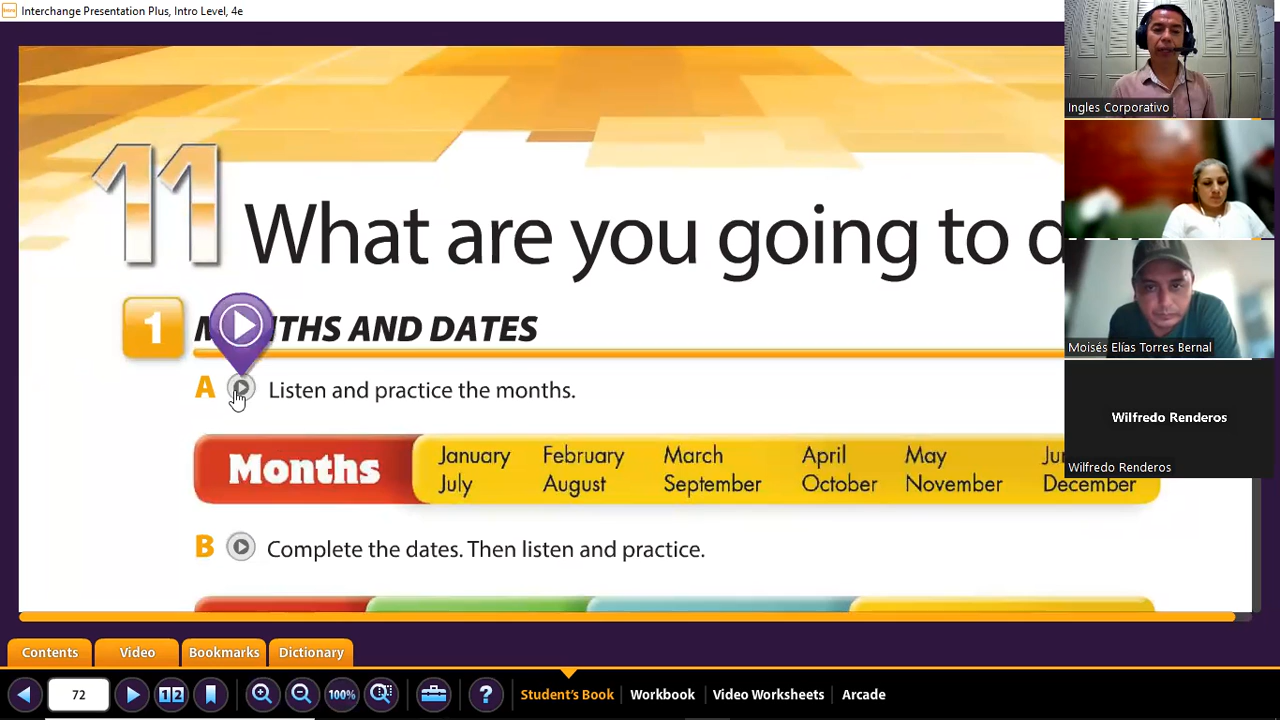 Interchange Presentation Plus, Intro Level, 4e
11
What are you going to d
1
THS AND DATES
A Listen and practice the months.
Months
January February March April May Ju
July August September October November December
B Complete the dates. Then listen and practice.
Ingles Corporativo
Moisés Elías Torres Bernal
Wilfredo Renderos
Wilfredo Renderos
Contents Video Bookmarks Dictionary
72 1 2 100% ? Student's Book Workbook Video Worksheets Arcade